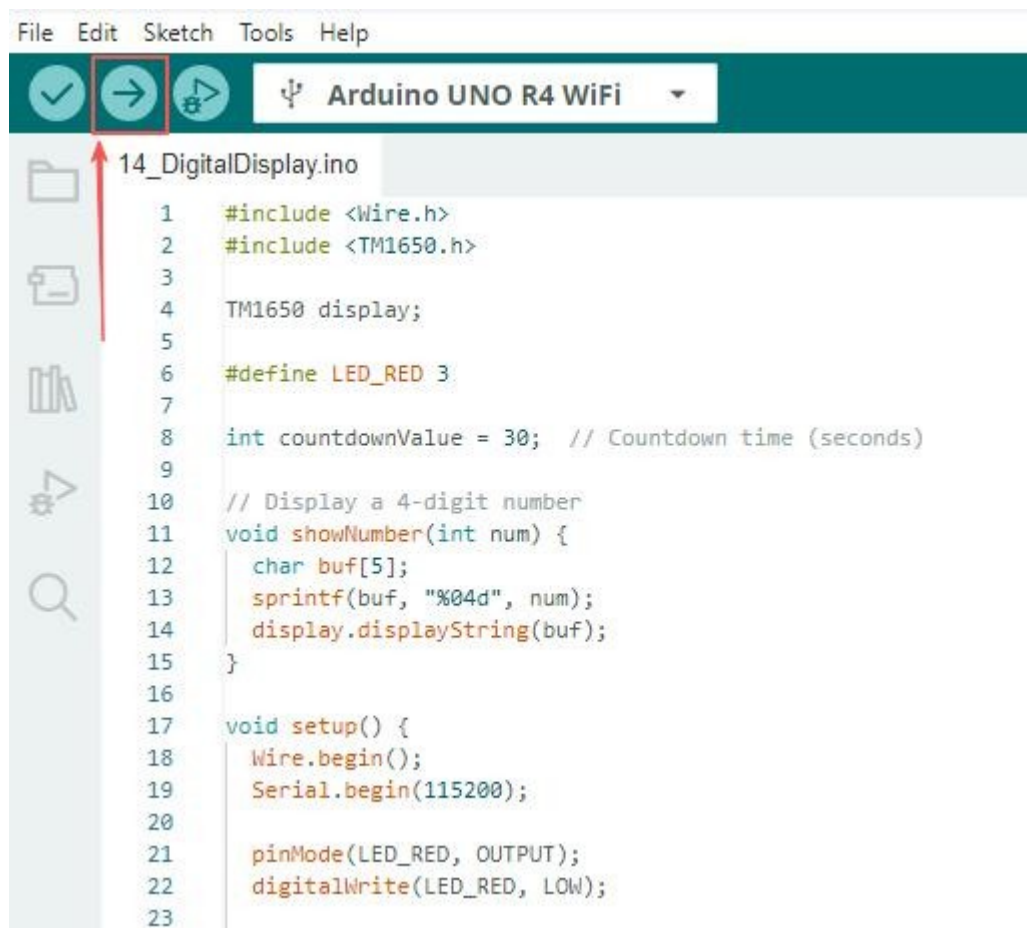 File Edit Sketch Tools Help
Arduino UNO R4 WiFi
14_DigitalDisplay.ino
1 #include <Wire.h>
2 #include <TM1650.h>
3
4 TM1650 display;
5
6 #define LED_RED 3
7
8 int countdownValue = 30;  // Countdown time (seconds)
9
10 // Display a 4-digit number
11 void showNumber(int num) {
12   char buf[5];
13   sprintf(buf, "%04d", num);
14   display.displayString(buf);
15 }
16
17 void setup() {
18   Wire.begin();
19   Serial.begin(115200);
20
21   pinMode(LED_RED, OUTPUT);
22   digitalWrite(LED_RED, LOW);
23